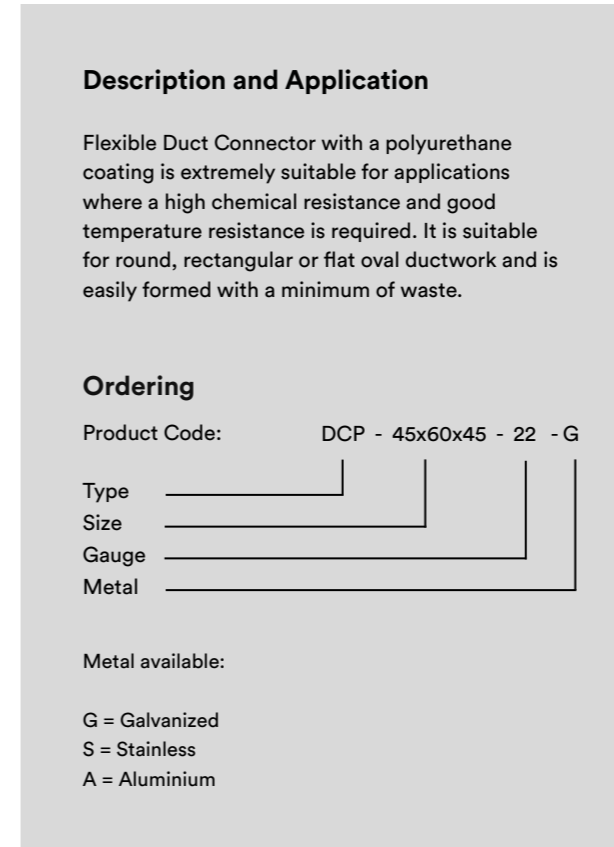 Description and Application
Flexible Duct Connector with a polyurethane
coating is extremely suitable for applications
where a high chemical resistance and good
temperature resistance is required. It is suitable
for round, rectangular or flat oval ductwork and is
easily formed with a minimum of waste.
Ordering
Product Code: DCP - 45x60x45 - 22 - G
Type
Size
Gauge
Metal
Metal available:
G = Galvanized
S = Stainless
A = Aluminium